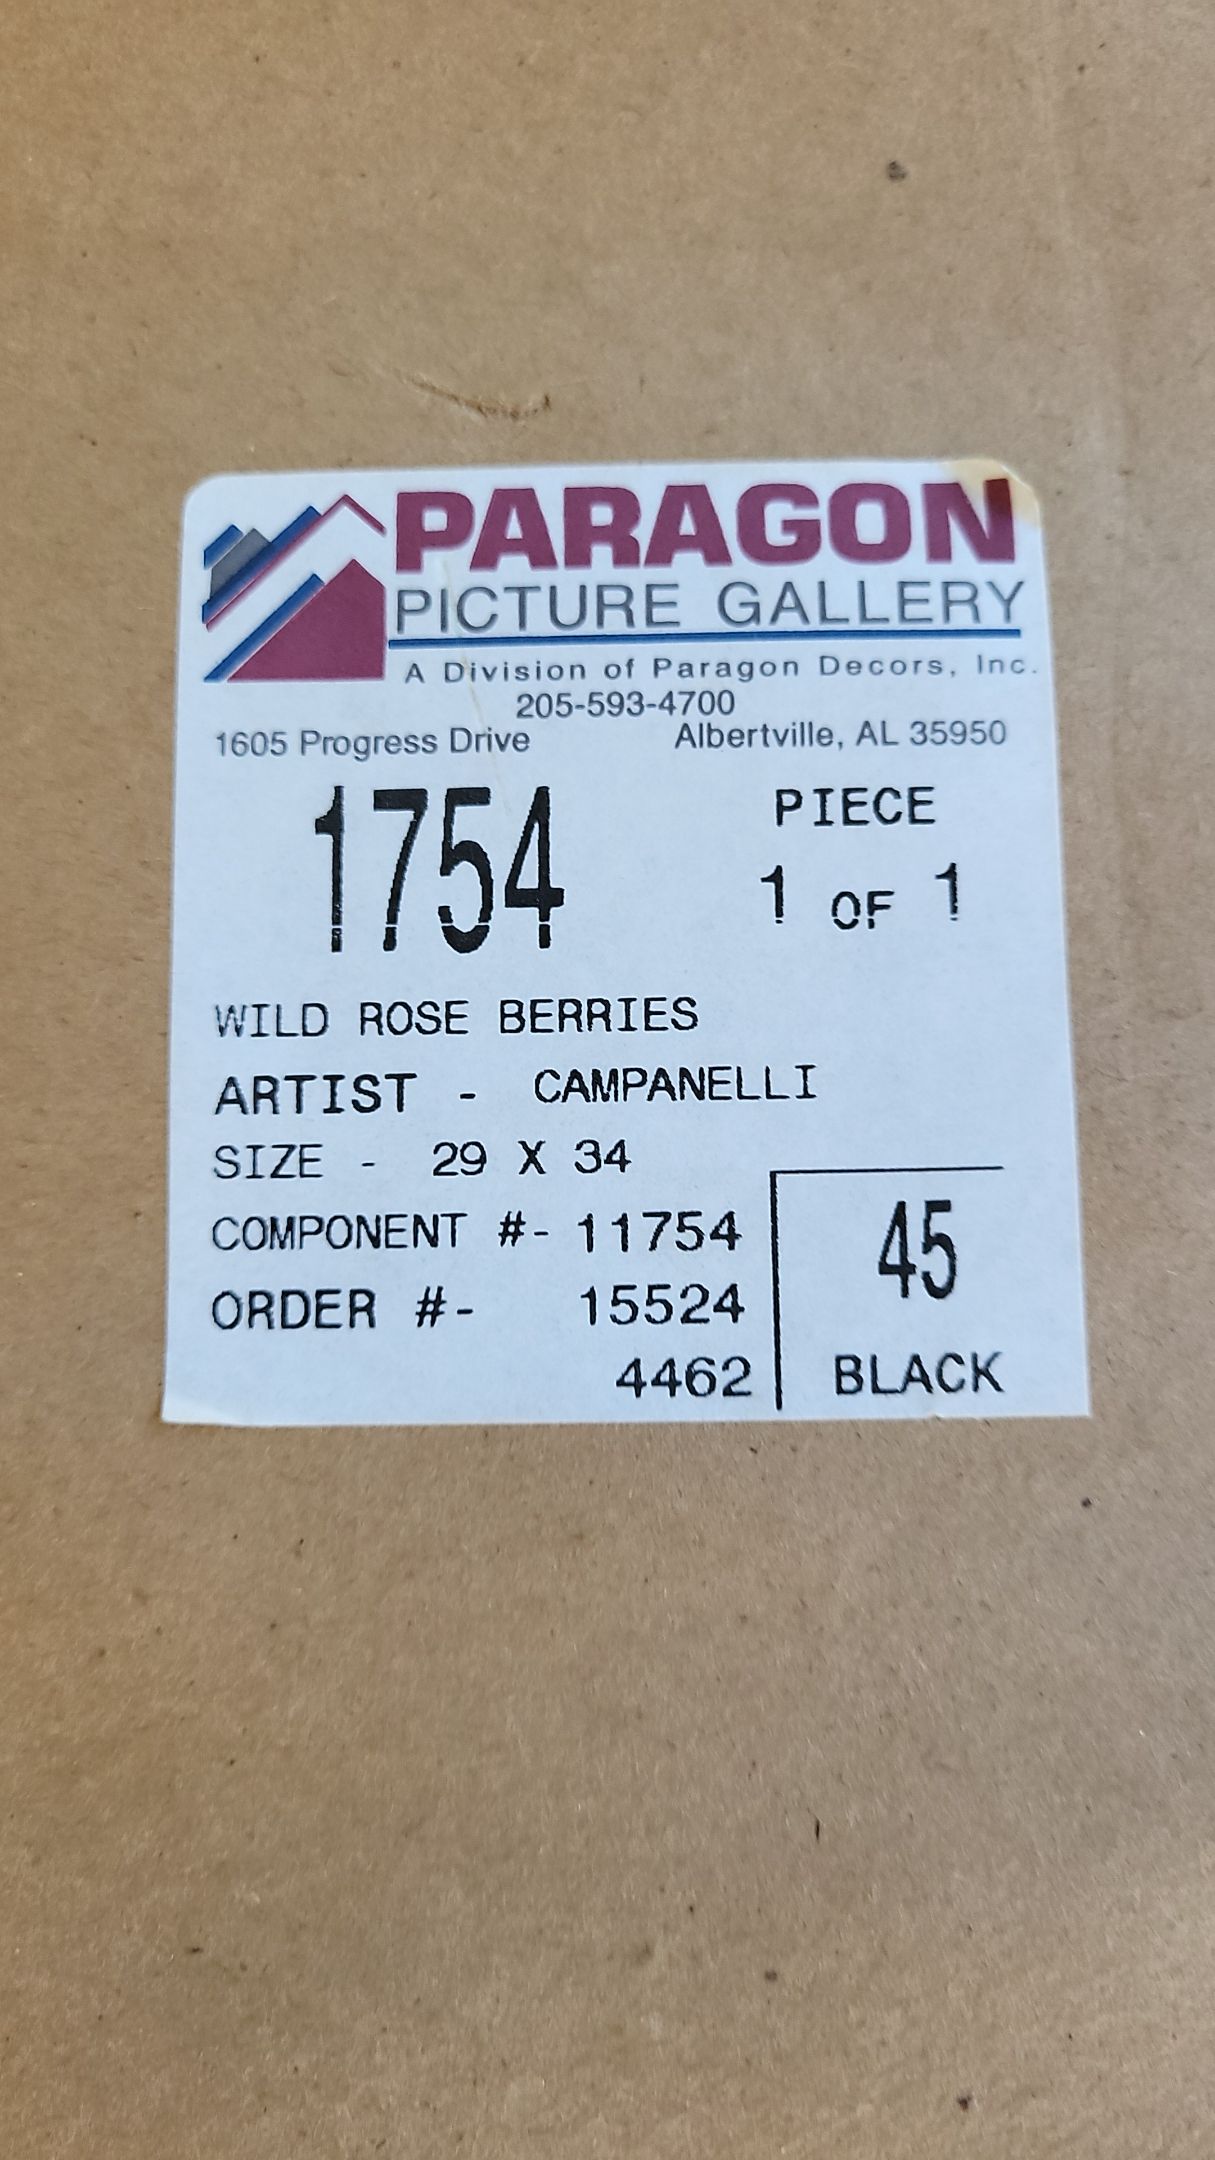 PARAGON
PICTURE GALLERY
A Division of Paragon Decors, Inc.
205-593-4700
1605 Progress Drive Albertville, AL 35950
1754 PIECE
1 OF 1
WILD ROSE BERRIES
ARTIST - CAMPANELLI
SIZE - 29 X 34
COMPONENT #- 11754 45
ORDER #- 15524
4462 BLACK